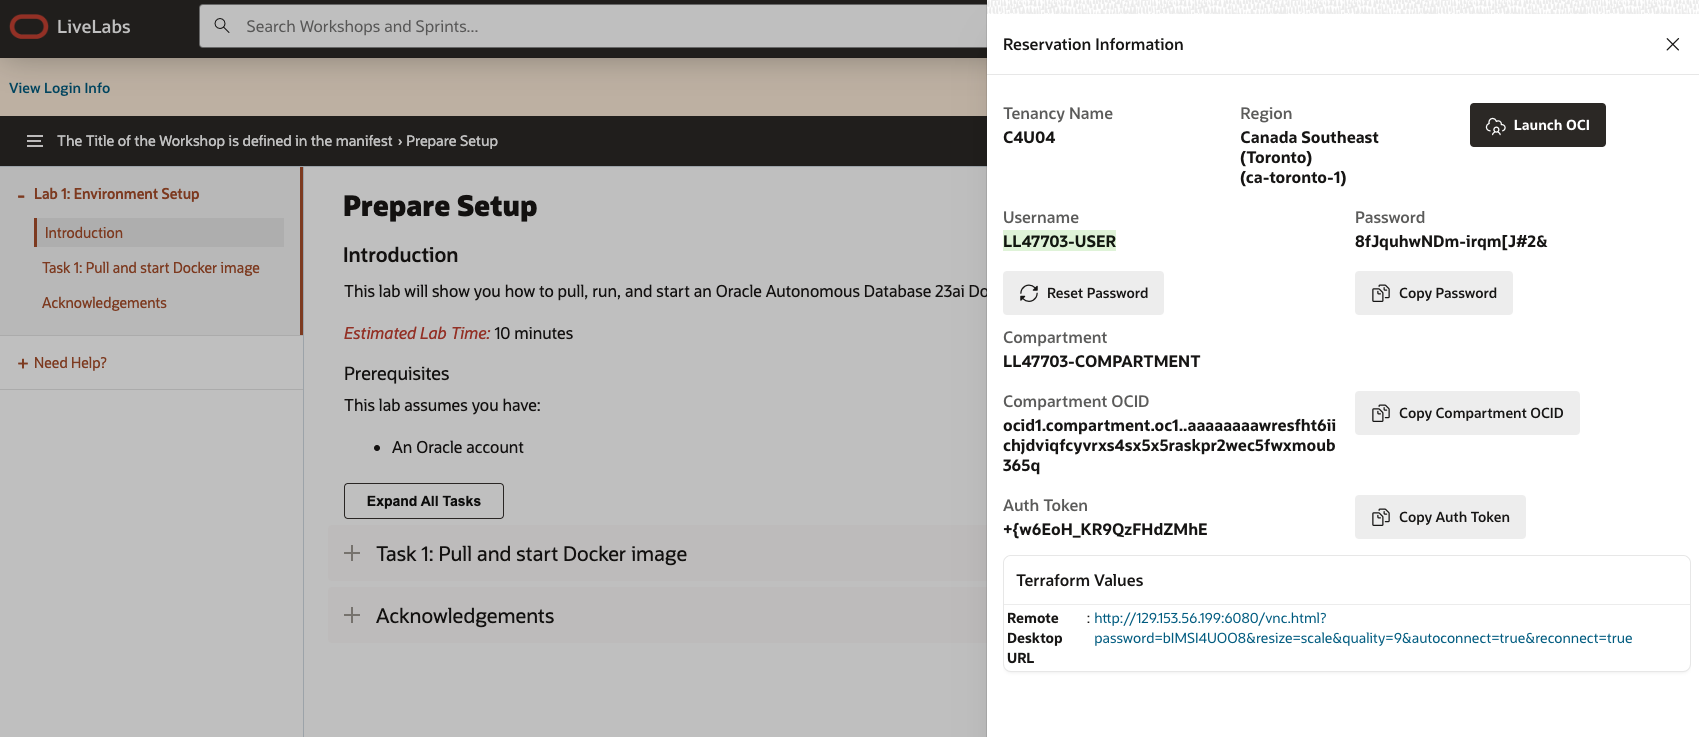 LiveLabs
Search Workshops and Sprints...
View Login Info
The Title of the Workshop is defined in the manifest › Prepare Setup
- Lab 1: Environment Setup
Introduction
Task 1: Pull and start Docker image
Acknowledgements
+ Need Help?
Prepare Setup
Introduction
This lab will show you how to pull, run, and start an Oracle Autonomous Database 23ai Do
Estimated Lab Time: 10 minutes
Prerequisites
This lab assumes you have:
• An Oracle account
Expand All Tasks
Task 1: Pull and start Docker image
Acknowledgements
Reservation Information
Tenancy Name
C4U04
Region
Canada Southeast
(Toronto)
(ca-toronto-1)
Launch OCI
Username
LL47703-USER
Password
8fJquhwNDm-irqm[J#2&
Reset Password
Copy Password
Compartment
LL47703-COMPARTMENT
Compartment OCID
ocid1.compartment.oc1..aaaaaaaawresfht6ii
chjdviqfcyvrxs4sx5x5raskpr2wec5fwxmoub
365q
Copy Compartment OCID
Auth Token
+{w6EoH_KR9QzFHdZMhE
Copy Auth Token
Terraform Values
Remote Desktop URL : http://129.153.56.199:6080/vnc.html?
password=blMSI4UOO8&resize=scale&quality=9&autoconnect=true&reconnect=true